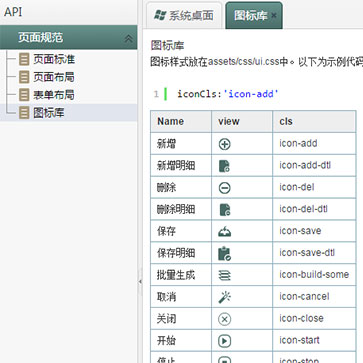 API
页面规范
页面标准
页面布局
表单布局
图标库
系统桌面
图标库 ×
图标库
图标样式放在assets/css/ui.css中。以下为示例代码
1 iconCls:'icon-add'
Name view cls
新增 icon-add
新增明细 icon-add-dtl
删除 icon-del
删除明细 icon-del-dtl
保存 icon-save
保存明细 icon-save-dtl
批量生成 icon-build-some
取消 icon-cancel
关闭 icon-close
开始 icon-start
停止 icon-stop